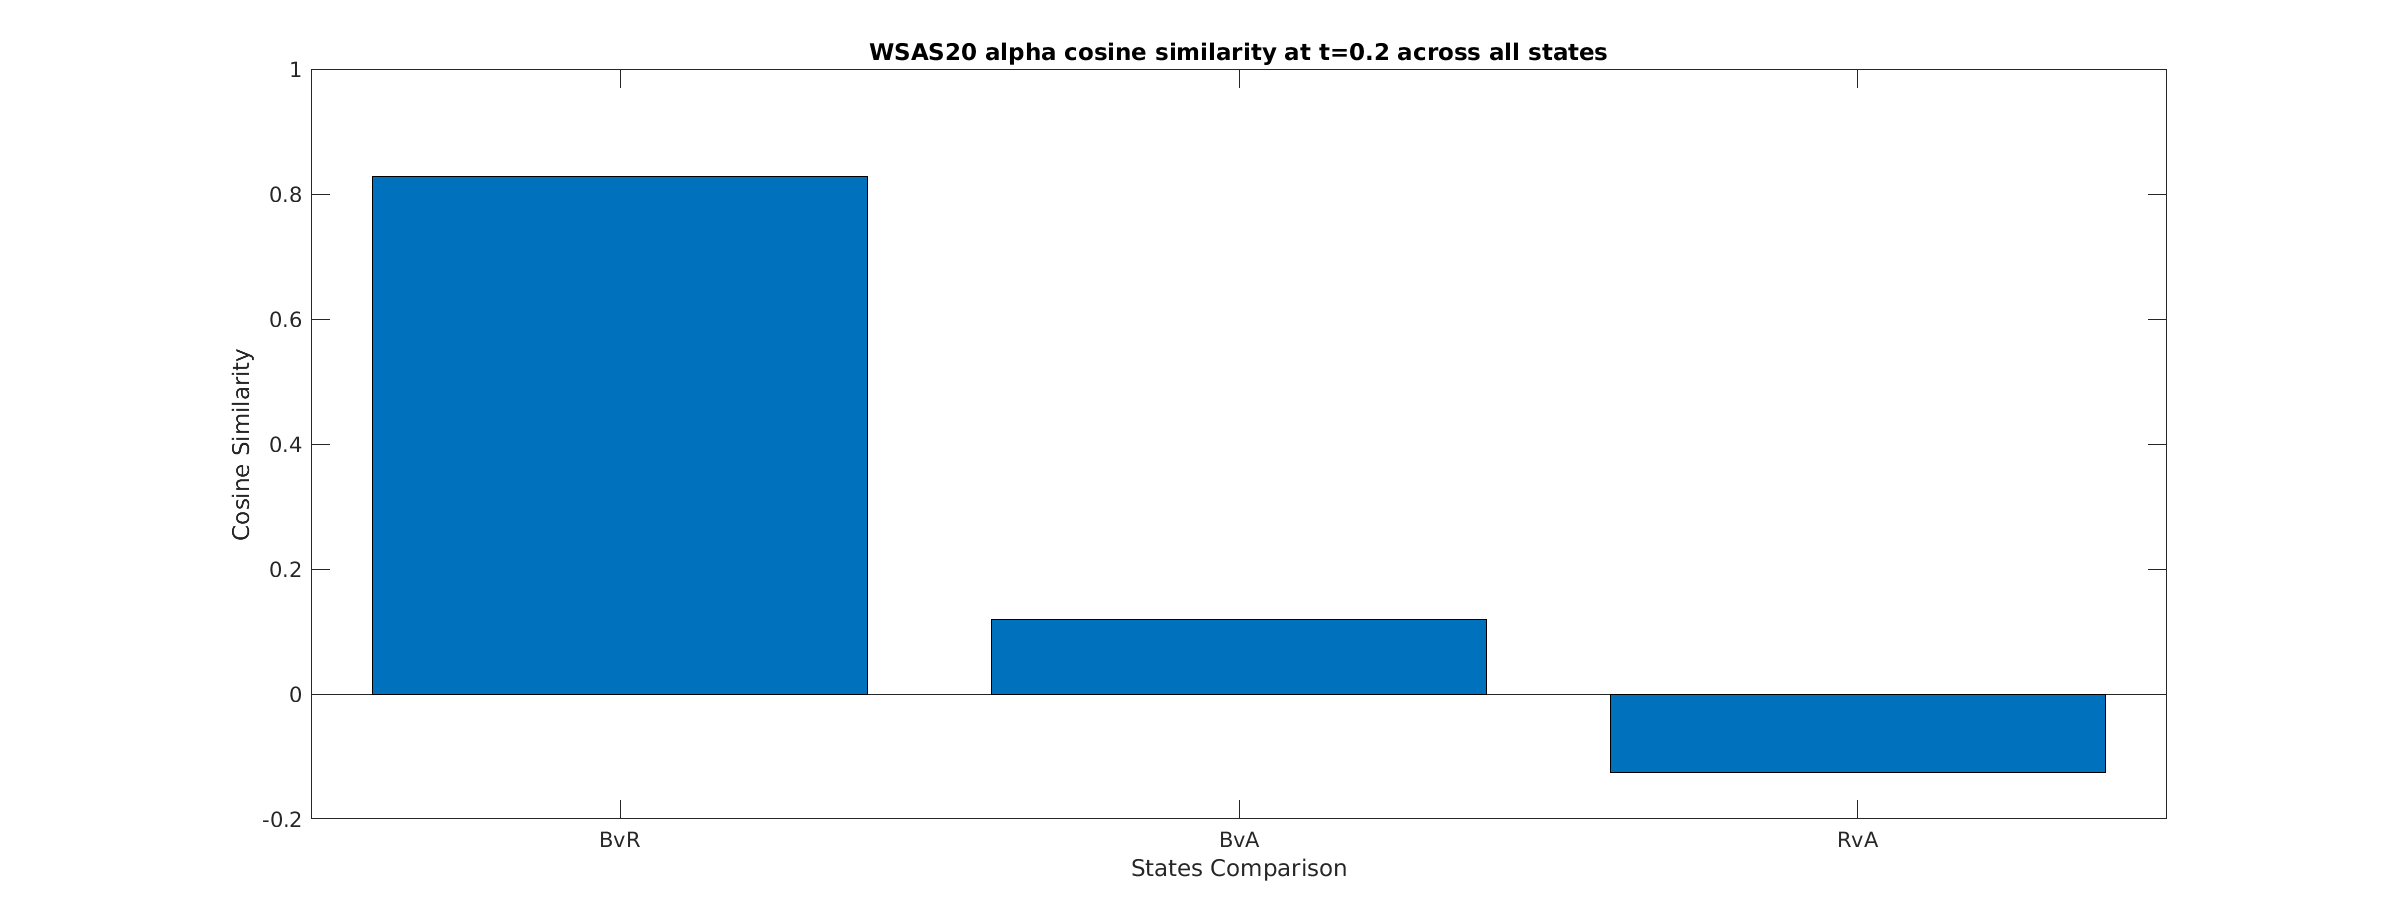 WSAS20 alpha cosine similarity at t=0.2 across all states
1
0.8
0.6
0.4
0.2
0
-0.2
Cosine Similarity
BvR BvA RvA
States Comparison